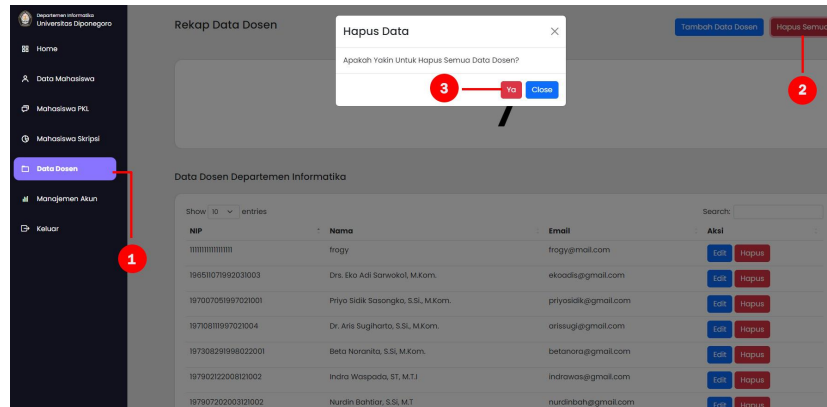 Departemen Informatika
Universitas Diponegoro
Home
Data Mahasiswa
Mahasiswa PKL
Mahasiswa Skripsi
Data Dosen
Manajemen Akun
Keluar
1
Rekap Data Dosen
Tambah Data Dosen Hapus Semua
2
Hapus Data
Apakah Yakin Untuk Hapus Semua Data Dosen?
3 Ya Close
7
Data Dosen Departemen Informatika
Show 10 entries Search:
NIP Nama Email Aksi
frogy frogy@mail.com Edit Hapus
196511071992031003 Drs. Eko Adi Sarwoko1, M.Kom. ekoadis@gmail.com Edit Hapus
197007051997021001 Priyo Sidik Sasongko, S.Si., M.Kom. priyosidik@gmail.com Edit Hapus
197108111997021004 Dr. Aris Sugiharto, S.Si., M.Kom. arissugi@gmail.com Edit Hapus
197308291998022001 Beta Noranita, S.Si, M.Kom. betanora@gmail.com Edit Hapus
197902122008121002 Indra Waspada, ST, M.T.I indrawas@gmail.com Edit Hapus
197907202003121002 Nurdin Bahtiar, S.Si, M.T nurdinbah@gmail.com Edit Hapus